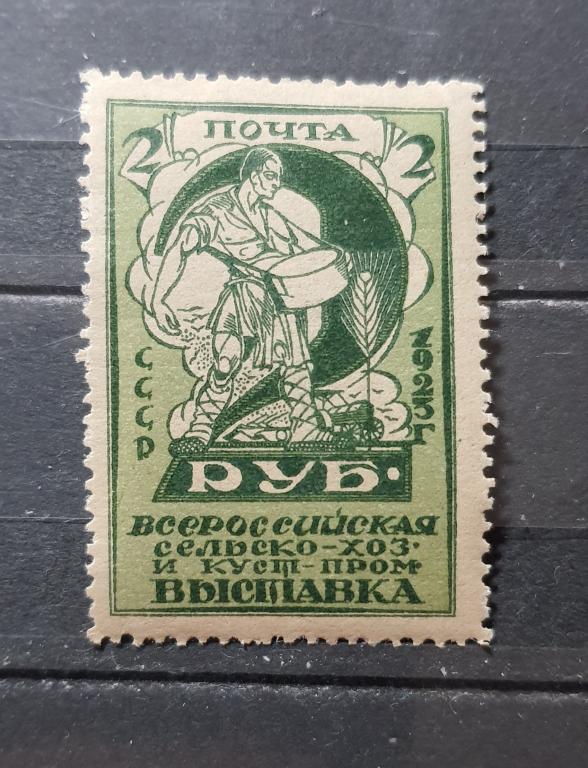 2 ПОЧТА 2
СССР
1923Г
РУБ.
ВСЕРОССИЙСКАЯ
СЕЛЬСКО-ХОЗ.
И КУСТ-ПРОМ
ВЫСТАВКА